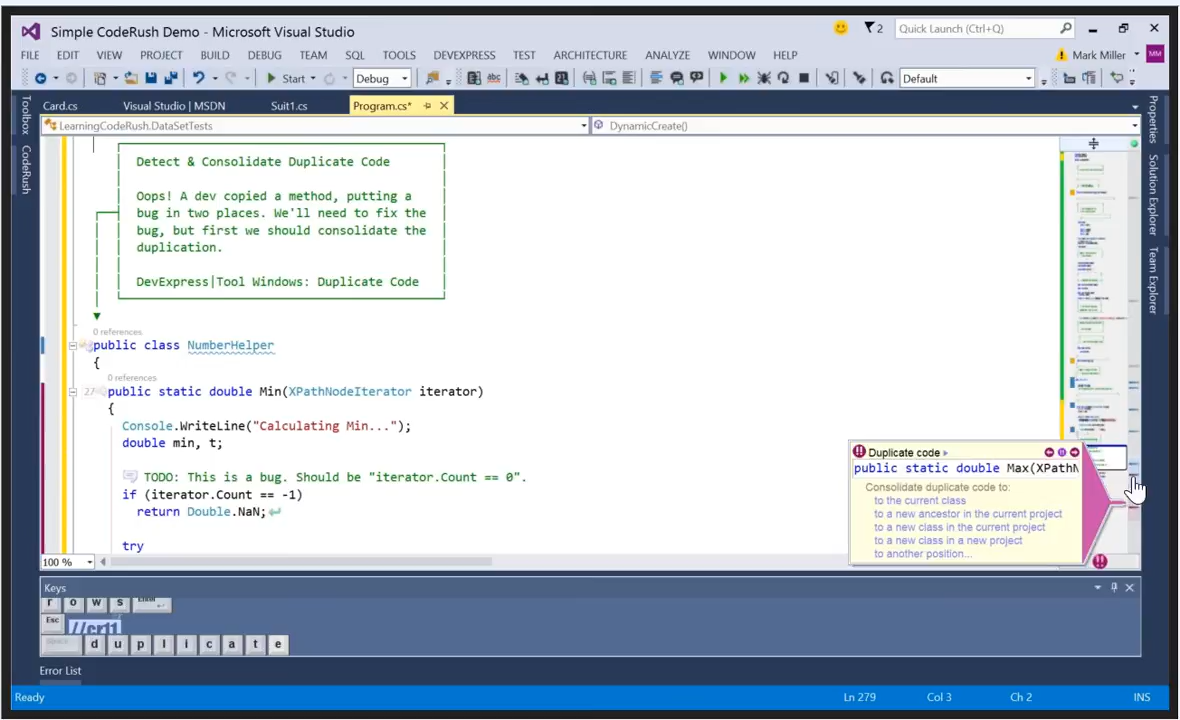 Simple CodeRush Demo - Microsoft Visual Studio
2
Quick Launch (Ctrl+Q)
FILE EDIT VIEW PROJECT BUILD DEBUG TEAM SQL TOOLS DEVEXPRESS TEST ARCHITECTURE ANALYZE WINDOW HELP
Mark Miller
MM
Start
Debug
abc
Default
Card.cs
Visual Studio | MSDN
Suit1.cs
Program.cs*
Toolbox
CodeRush
Properties
Solution Explorer
Team Explorer
LearningCodeRush.DataSetTests
DynamicCreate()
Detect & Consolidate Duplicate Code
Oops! A dev copied a method, putting a
bug in two places. We'll need to fix the
bug, but first we should consolidate the
duplication.
DevExpress|Tool Windows: Duplicate Code
0 references
public class NumberHelper
{
0 references
27 public static double Min(XPathNodeIterator iterator)
{
Console.WriteLine("Calculating Min...");
double min, t;
TODO: This is a bug. Should be "iterator.Count == 0".
if (iterator.Count == -1)
return Double.NaN;
try
Duplicate code
public static double Max(XPathN
Consolidate duplicate code to:
to the current class
to a new ancestor in the current project
to a new class in the current project
to a new class in a new project
to another position...
100 %
Keys
r o w s Enter
Esc //cr11
Space d u p l i c a t e
Error List
Ready
Ln 279
Col 3
Ch 2
INS